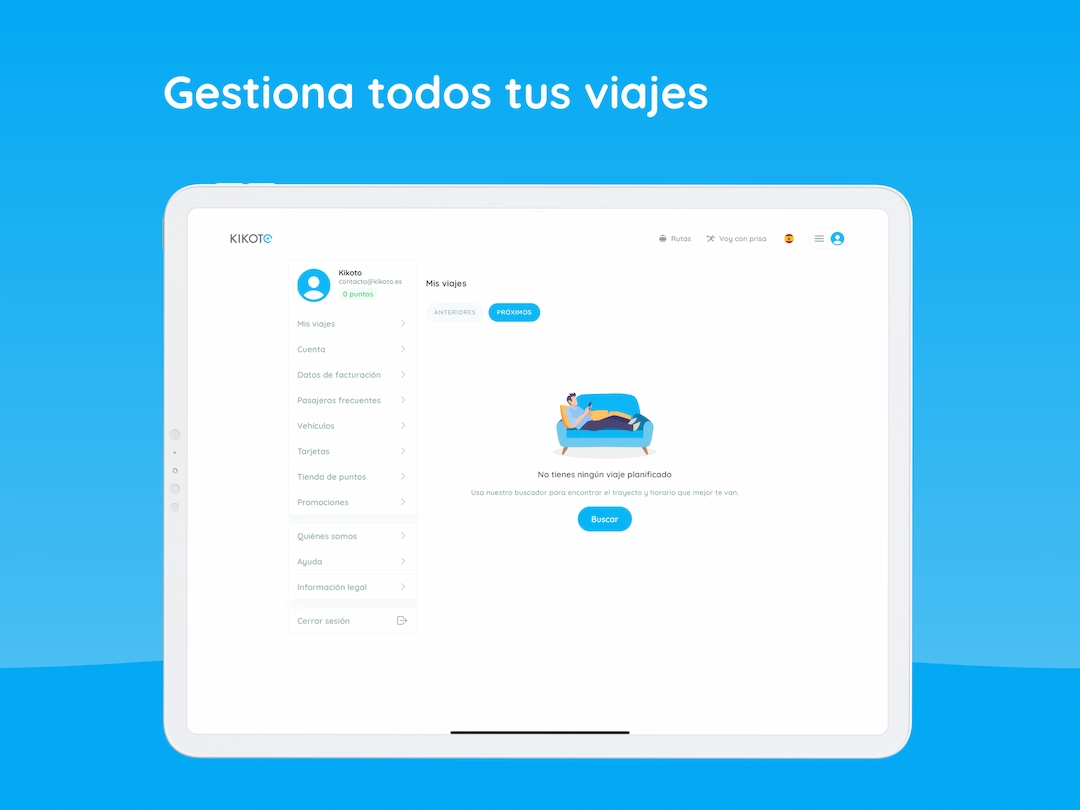 Gestiona todos tus viajes
KIKOTO
Rutas
Voy con prisa
Kikoto
contacto@kikoto.es
0 puntos
Mis viajes
Cuenta
Datos de facturación
Pasajeros frecuentes
Vehículos
Tarjetas
Tienda de puntos
Promociones
Quiénes somos
Ayuda
Información legal
Cerrar sesión
Mis viajes
ANTERIORES
PRÓXIMOS
No tienes ningún viaje planificado
Usa nuestro buscador para encontrar el trayecto y horario que mejor te van.
Buscar